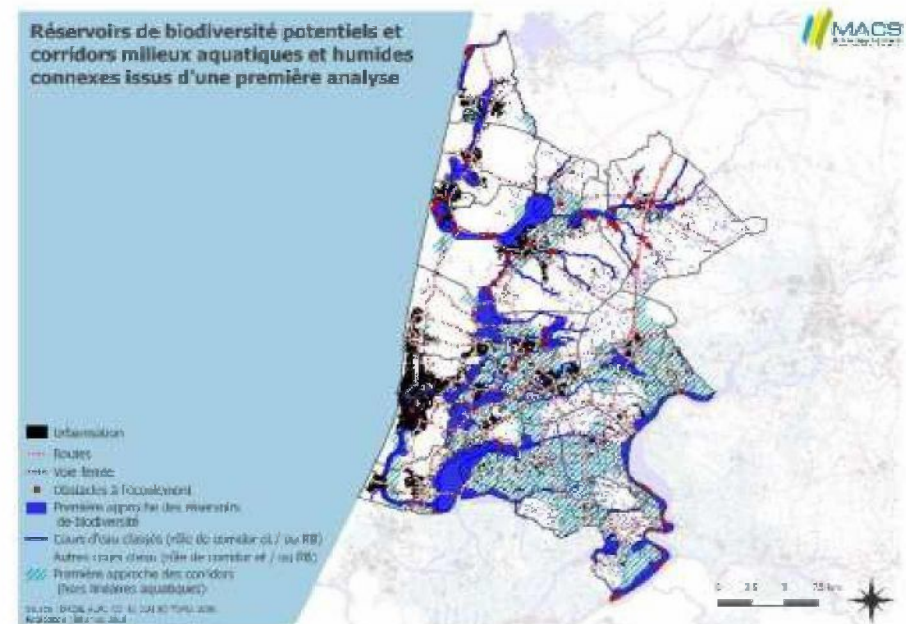 Réservoirs de biodiversité potentiels et
corridors milieux aquatiques et humides
connexes issus d'une première analyse
MACS
Urbanisation
Routes
Voie ferrée
Obstacles à l'écoulement
Première approche des réservoirs
de biodiversité
Cours d'eau classés (rôle de corridor et / ou RB)
Autres cours d'eau (rôle de corridor et / ou RB)
Première approche des corridors
(hors linéaires aquatiques)